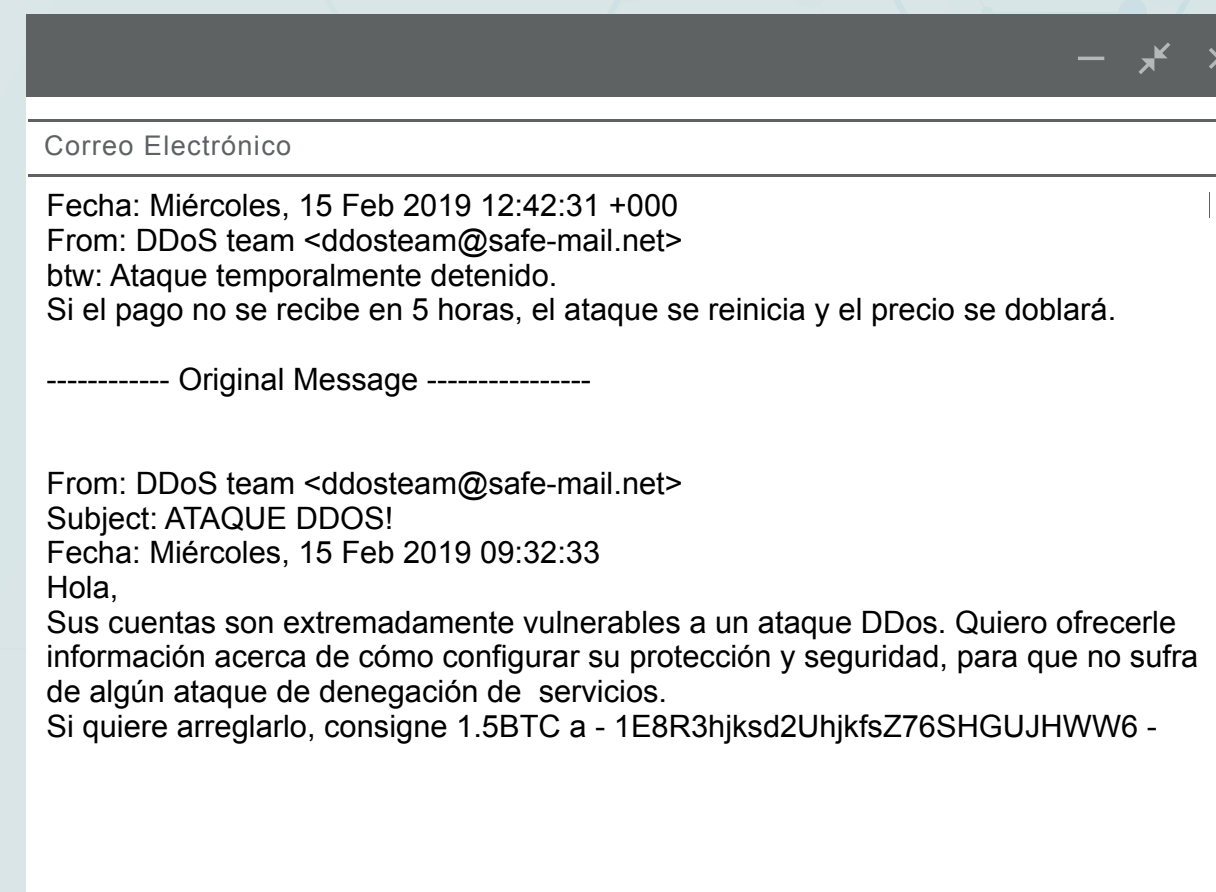 Correo Electrónico
Fecha: Miércoles, 15 Feb 2019 12:42:31 +000
From: DDoS team <ddosteam@safe-mail.net>
btw: Ataque temporalmente detenido.
Si el pago no se recibe en 5 horas, el ataque se reinicia y el precio se doblará.
------------ Original Message ----------------
From: DDoS team <ddosteam@safe-mail.net>
Subject: ATAQUE DDOS!
Fecha: Miércoles, 15 Feb 2019 09:32:33
Hola,
Sus cuentas son extremadamente vulnerables a un ataque DDos. Quiero ofrecerle
información acerca de cómo configurar su protección y seguridad, para que no sufra
de algún ataque de denegación de  servicios.
Si quiere arreglarlo, consigne 1.5BTC a - 1E8R3hjksd2UhjkfsZ76SHGUJHWW6 -